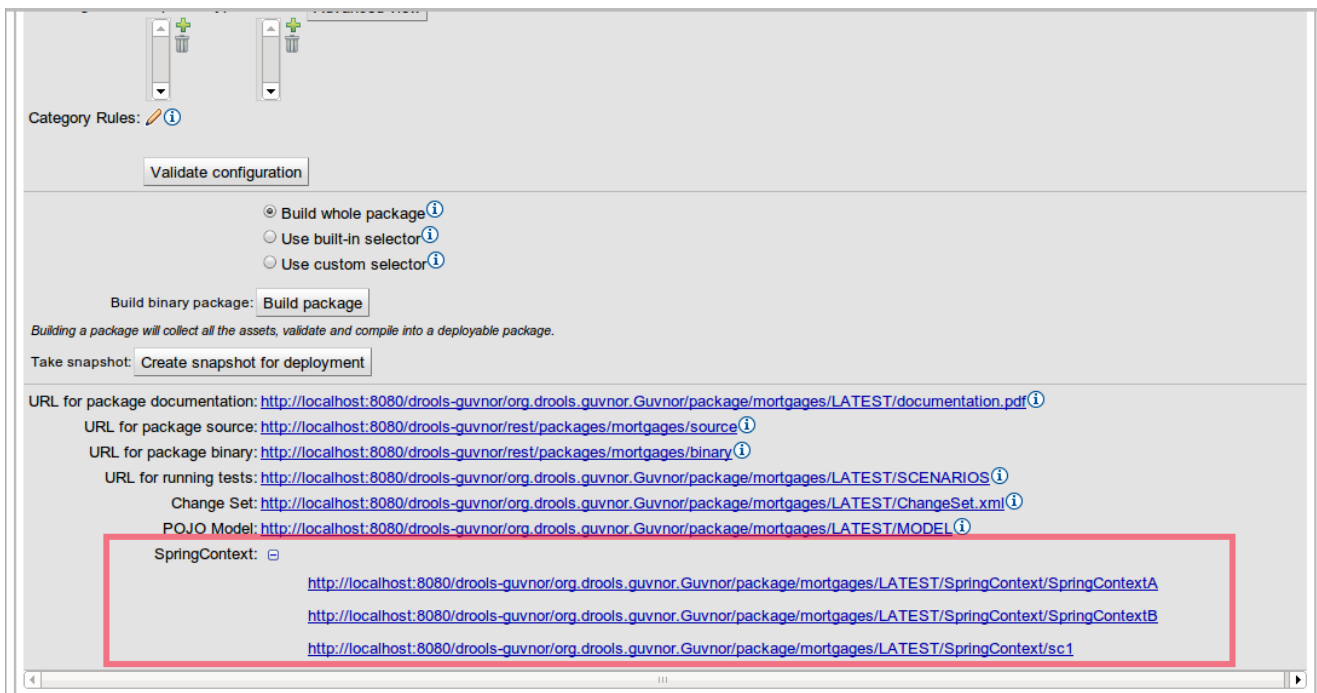 Category Rules:
Validate configuration
Build whole package
Use built-in selector
Use custom selector
Build binary package: Build package
Building a package will collect all the assets, validate and compile into a deployable package.
Take snapshot: Create snapshot for deployment
URL for package documentation: http://localhost:8080/drools-guvnor/org.drools.guvnor.Guvnor/package/mortgages/LATEST/documentation.pdf
URL for package source: http://localhost:8080/drools-guvnor/rest/packages/mortgages/source
URL for package binary: http://localhost:8080/drools-guvnor/rest/packages/mortgages/binary
URL for running tests: http://localhost:8080/drools-guvnor/org.drools.guvnor.Guvnor/package/mortgages/LATEST/SCENARIOS
Change Set: http://localhost:8080/drools-guvnor/org.drools.guvnor.Guvnor/package/mortgages/LATEST/ChangeSet.xml
POJO Model: http://localhost:8080/drools-guvnor/org.drools.guvnor.Guvnor/package/mortgages/LATEST/MODEL
SpringContext:
http://localhost:8080/drools-guvnor/org.drools.guvnor.Guvnor/package/mortgages/LATEST/SpringContext/SpringContextA
http://localhost:8080/drools-guvnor/org.drools.guvnor.Guvnor/package/mortgages/LATEST/SpringContext/SpringContextB
http://localhost:8080/drools-guvnor/org.drools.guvnor.Guvnor/package/mortgages/LATEST/SpringContext/sc1